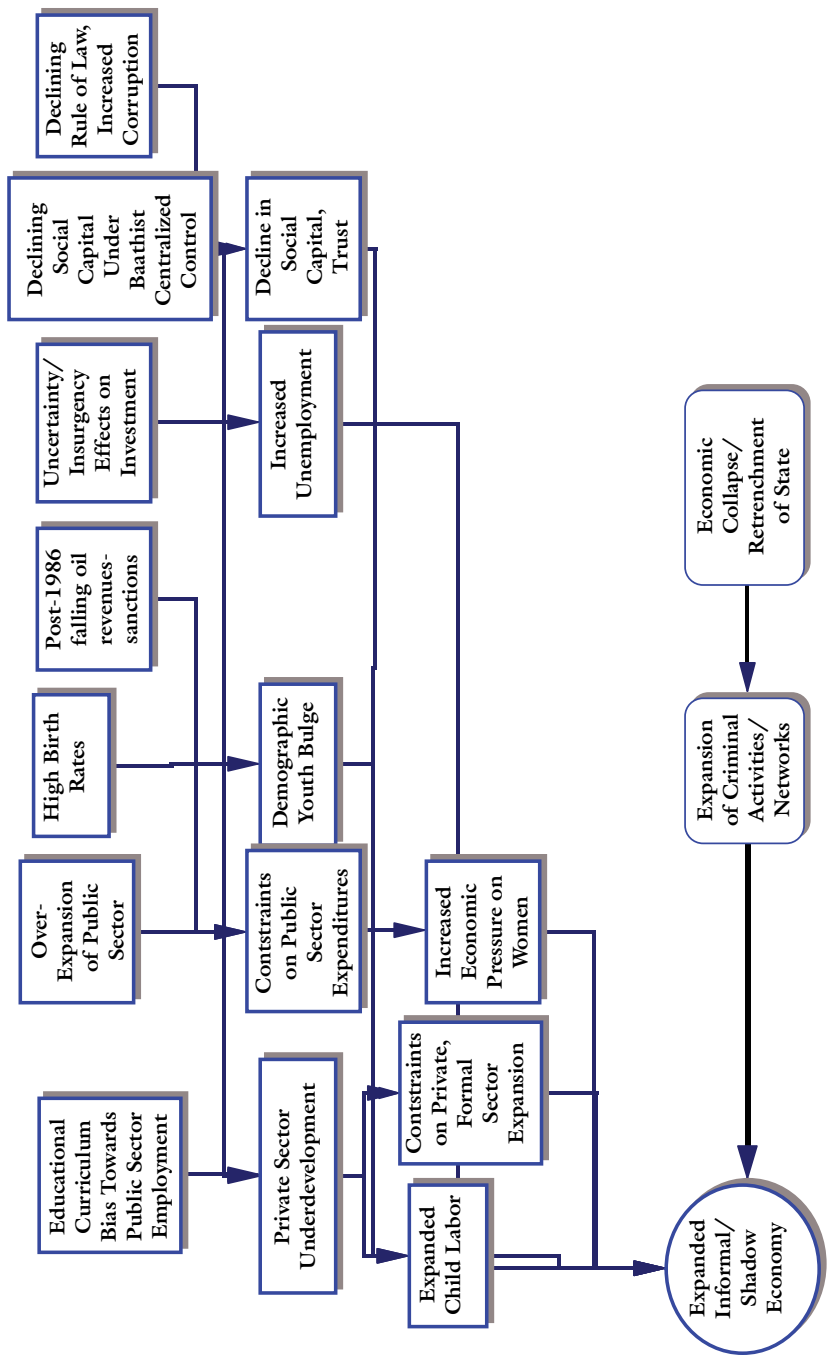 Educational
Curriculum
Bias Towards
Public Sector
Employment
Over-
Expansion
of Public
Sector
High Birth
Rates
Post-1986
falling oil
revenues-
sanctions
Uncertainty/
Insurgency
Effects on
Investment
Declining
Social
Capital
Under
Baathist
Centralized
Control
Declining
Rule of Law,
Increased
Corruption
Private Sector
Underdevelopment
Contstraints
on Public
Sector
Expenditures
Demographic
Youth Bulge
Increased
Unemployment
Decline in
Social
Capital,
Trust
Expanded
Child Labor
Contstraints
on Private,
Formal
Sector
Expansion
Increased
Economic
Pressure on
Women
Expanded
Informal/
Shadow
Economy
Expansion
of Criminal
Activities/
Networks
Economic
Collapse/
Retrenchment
of State